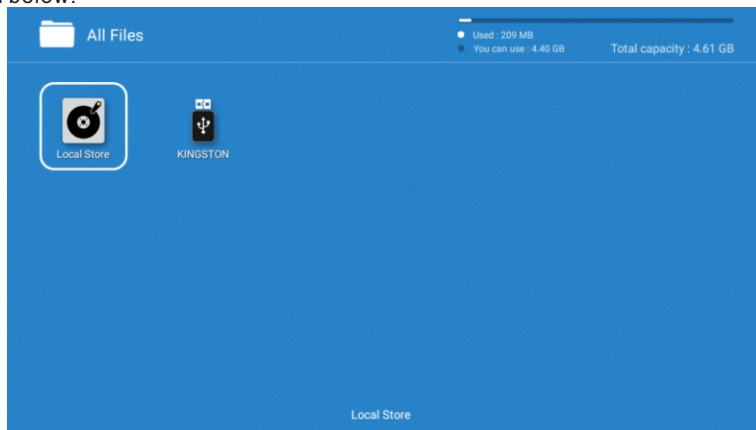 All Files
Used : 209 MB
You can use : 4.40 GB
Total capacity : 4.61 GB
Local Store
KINGSTON
Local Store